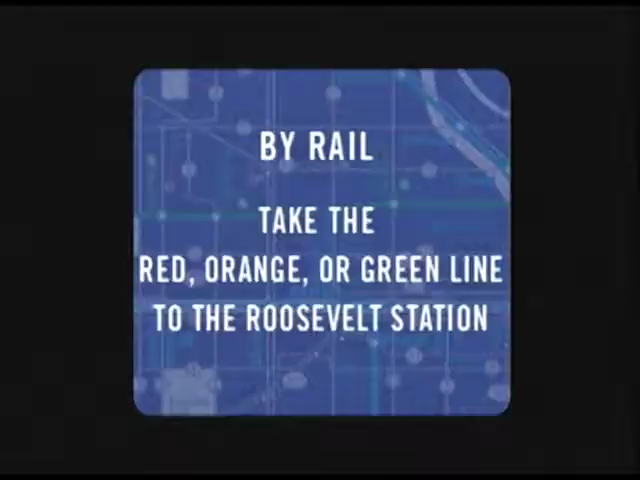 BY RAIL
TAKE THE
RED, ORANGE, OR GREEN LINE
TO THE ROOSEVELT STATION